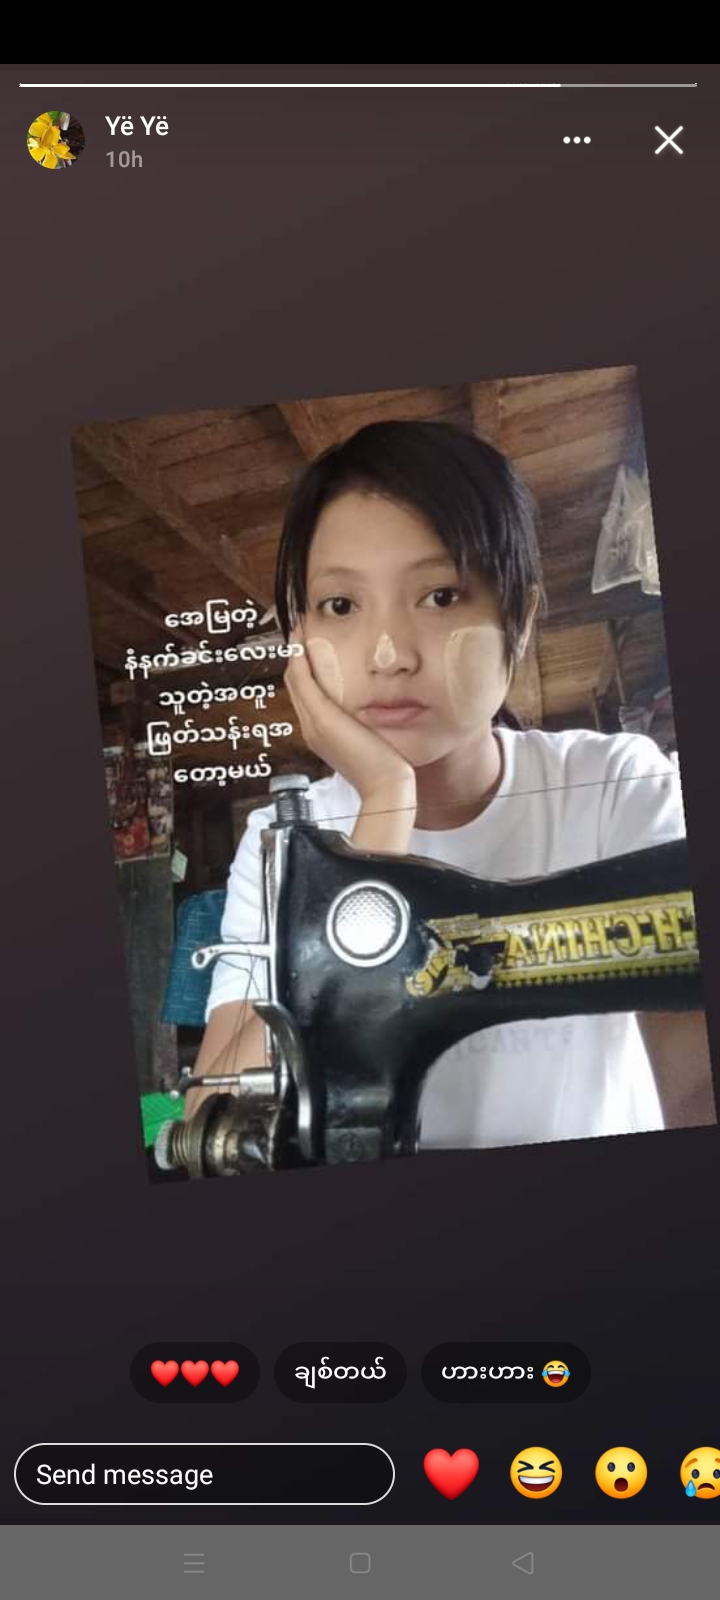 Yë Yë
10h
အေမြတဲ့
နံနက်ခင်းလေးမာ
သူတဲ့အတူး
ဖြတ်သန်းရအ
တော့မယ်
H-CHINA
❤️❤️❤️
ချစ်တယ်
ဟားဟား 😂
Send message